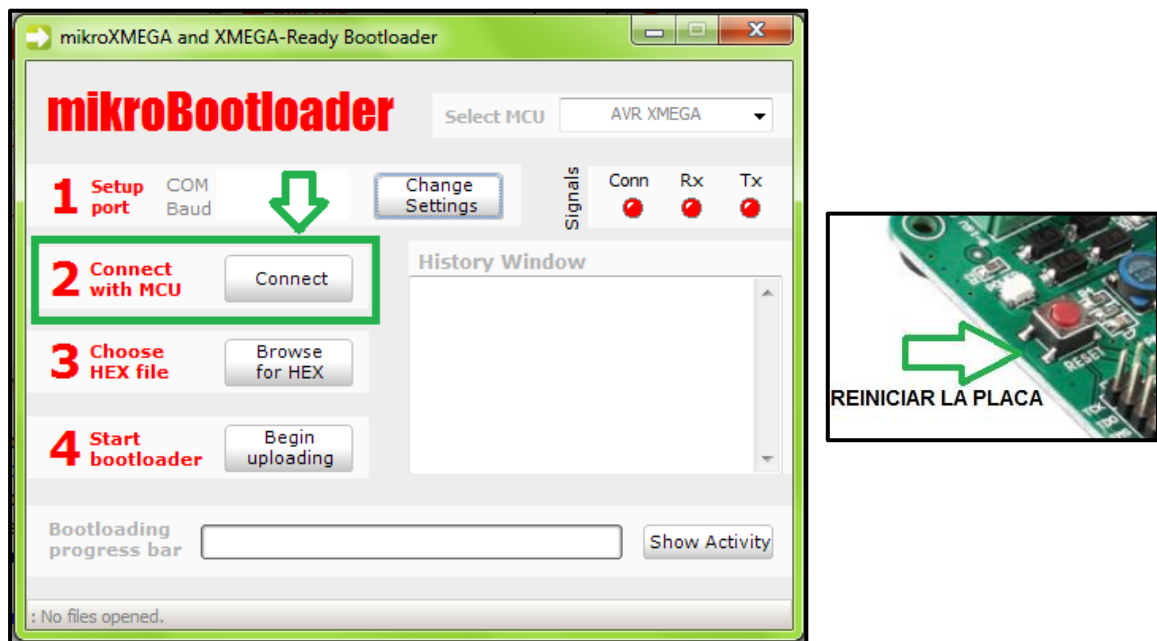 mikroXMEGA and XMEGA-Ready Bootloader
mikroBootloader
Select MCU
AVR XMEGA
1 Setup port
COM
Baud
Change Settings
Signals
Conn Rx Tx
2 Connect with MCU
Connect
History Window
3 Choose HEX file
Browse for HEX
4 Start bootloader
Begin uploading
Bootloading progress bar
Show Activity
: No files opened.
RESET
REINICIAR LA PLACA